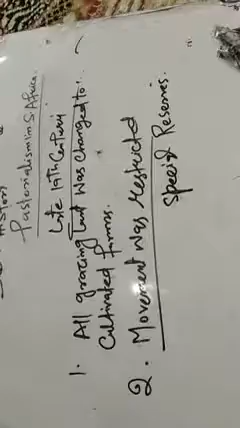 Pastoralism in S. Africa.
Late 19th Century
1. All grazing land was changed to
Cultivated farms.
2. Movement was restricted
Special Reserves.